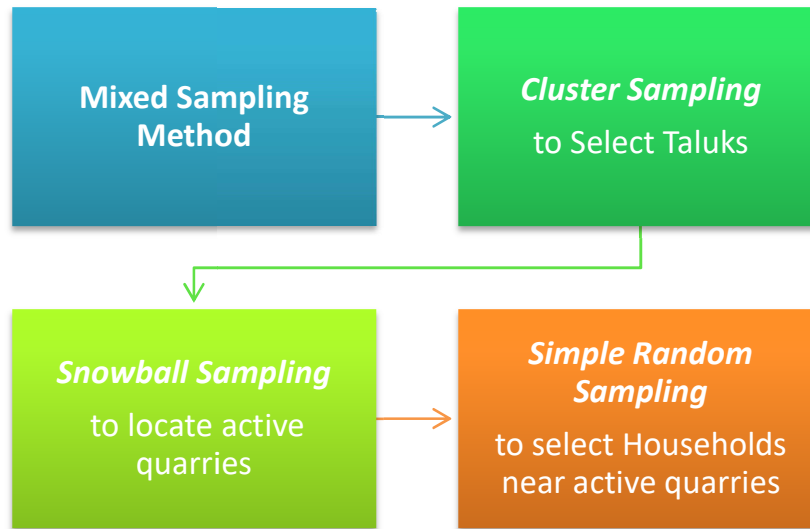 Mixed Sampling
Method
Cluster Sampling
to Select Taluks
Snowball Sampling
to locate active
quarries
Simple Random
Sampling
to select Households
near active quarries